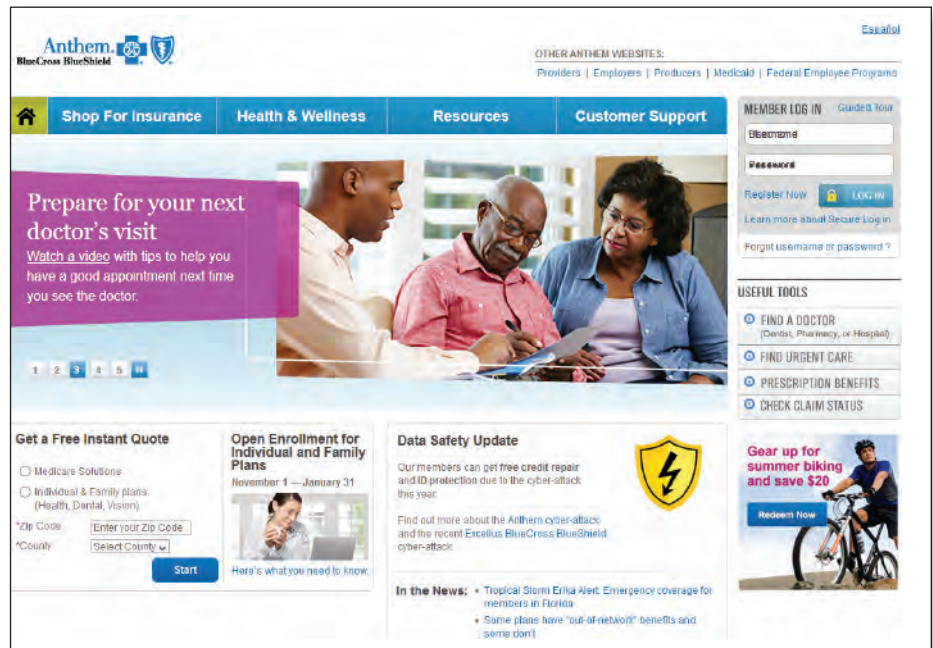 Español
Anthem.
BlueCross BlueShield
OTHER ANTHEM WEBSITES:
Providers | Employers | Producers | Medicaid | Federal Employee Programs
Shop For Insurance
Health & Wellness
Resources
Customer Support
MEMBER LOG IN
Guided Tour
Username
Password
Register Now
LOG IN
Learn more about Secure Log in
Forgot username or password ?
Prepare for your next
doctor's visit
Watch a video with tips to help you
have a good appointment next time
you see the doctor.
1 2 3 4 5
USEFUL TOOLS
FIND A DOCTOR
(Dentist, Pharmacy, or Hospital)
FIND URGENT CARE
PRESCRIPTION BENEFITS
CHECK CLAIM STATUS
Get a Free Instant Quote
Medicare Solutions
Individual & Family plans
(Health, Dental, Vision)
*Zip Code
Enter your Zip Code
*County
Select County
Start
Open Enrollment for
Individual and Family
Plans
November 1 — January 31
Here's what you need to know.
Data Safety Update
Our members can get free credit repair
and ID protection due to the cyber-attack
this year.
Find out more about the Anthem cyber-attack
and the recent Excellus BlueCross BlueShield
cyber-attack.
In the News: • Tropical Storm Erika Alert: Emergency coverage for
members in Florida
• Some plans have "out-of-network" benefits and
some don't
Gear up for
summer biking
and save $20
Redeem Now